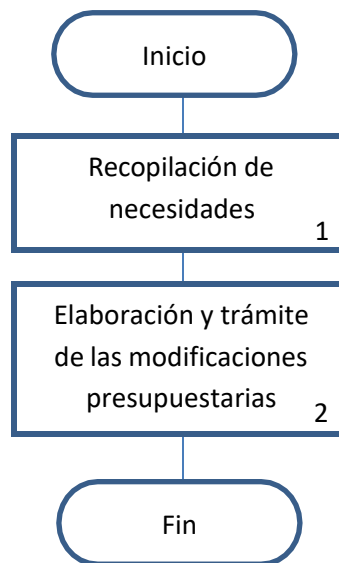 Inicio
Recopilación de
necesidades
1
Elaboración y trámite
de las modificaciones
presupuestarias
2
Fin